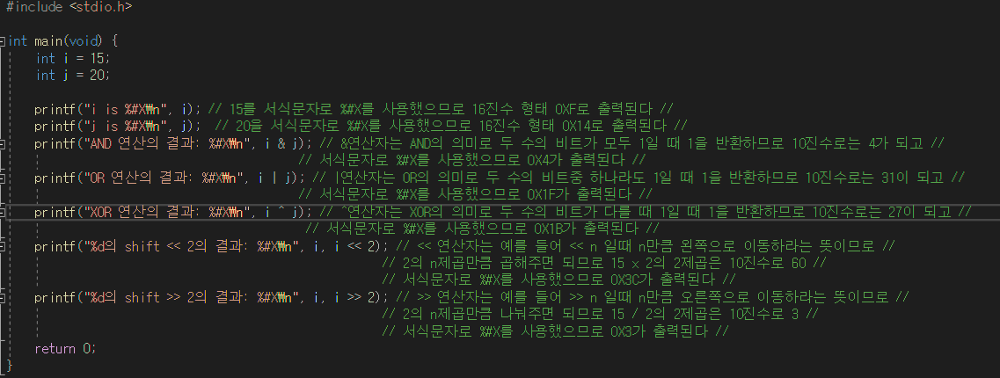 #include <stdio.h>
int main(void) {
int i = 15;
int j = 20;
printf("i is %#X₩n", i); // 15를 서식문자로 %#X를 사용했으므로 16진수 형태 0XF로 출력된다 //
printf("j is %#X₩n", j); // 20을 서식문자로 %#X를 사용했으므로 16진수 형태 0X14로 출력된다 //
printf("AND 연산의 결과: %#X₩n", i & j); // &연산자는 AND의 의미로 두 수의 비트가 모두 1일 때 1을 반환하므로 10진수로는 4가 되고 //
// 서식문자로 %#X를 사용했으므로 0X4가 출력된다 //
printf("OR 연산의 결과: %#X₩n", i | j); // |연산자는 OR의 의미로 두 수의 비트중 하나라도 1일 때 1을 반환하므로 10진수로는 31이 되고 //
// 서식문자로 %#X를 사용했으므로 0X1F가 출력된다 //
printf("XOR 연산의 결과: %#X₩n", i ^ j); // ^연산자는 XOR의 의미로 두 수의 비트가 다를 때 1일 때 1을 반환하므로 10진수로는 27이 되고 //
// 서식문자로 %#X를 사용했으므로 0X1B가 출력된다 //
printf("%d의 shift << 2의 결과: %#X₩n", i, i << 2); // << 연산자는 예를 들어 << n 일때 n만큼 왼쪽으로 이동하라는 뜻이므로 //
// 2의 n제곱만큼 곱해주면 되므로 15 x 2의 2제곱은 10진수로 60 //
// 서식문자로 %#X를 사용했으므로 0X3C가 출력된다 //
printf("%d의 shift >> 2의 결과: %#X₩n", i, i >> 2); // >> 연산자는 예를 들어 >> n 일때 n만큼 오른쪽으로 이동하라는 뜻이므로 //
// 2의 n제곱만큼 나눠주면 되므로 15 / 2의 2제곱은 10진수로 3 //
// 서식문자로 %#X를 사용했으므로 0X3가 출력된다 //
return 0;
}